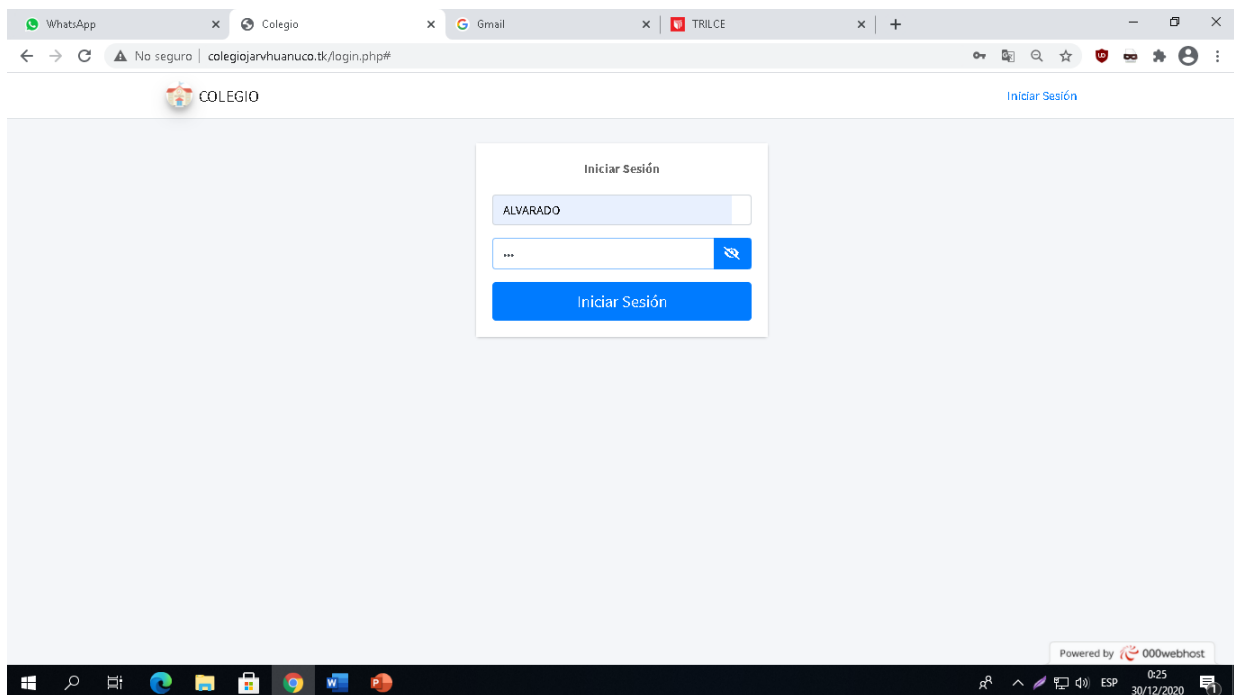 WhatsApp
Colegio
Gmail
TRILCE
No seguro | colegiojarvhuanuco.tk/login.php#
COLEGIO
Iniciar Sesión
Iniciar Sesión
ALVARADO
•••
Iniciar Sesión
Powered by 000webhost
ESP
0:25
30/12/2020